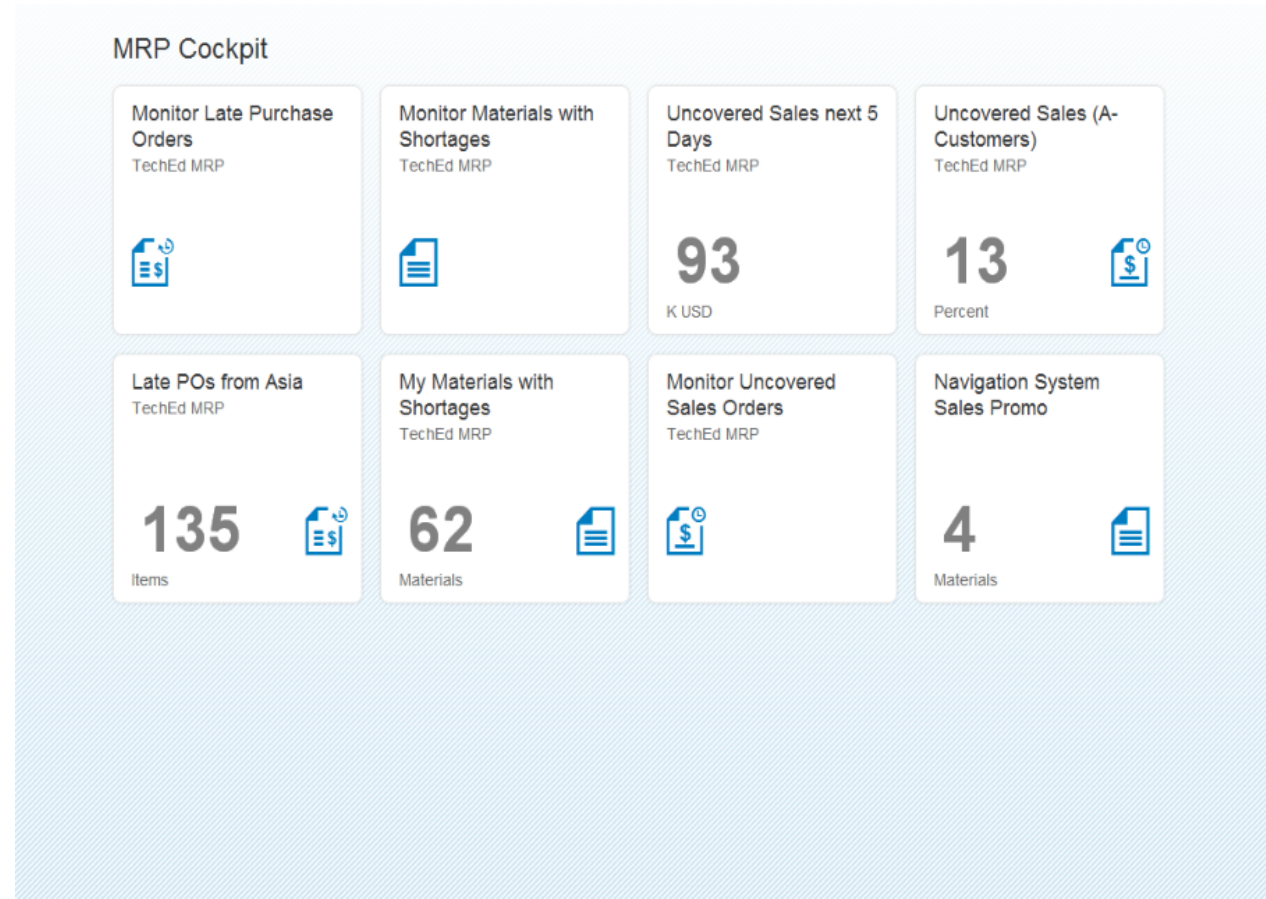 MRP Cockpit
Monitor Late Purchase
Orders
TechEd MRP
Monitor Materials with
Shortages
TechEd MRP
Uncovered Sales next 5
Days
TechEd MRP
93
K USD
Uncovered Sales (A-
Customers)
TechEd MRP
13
$
Percent
Late POs from Asia
TechEd MRP
135
$
Items
My Materials with
Shortages
TechEd MRP
62
Materials
Monitor Uncovered
Sales Orders
TechEd MRP
$
Navigation System
Sales Promo
4
Materials